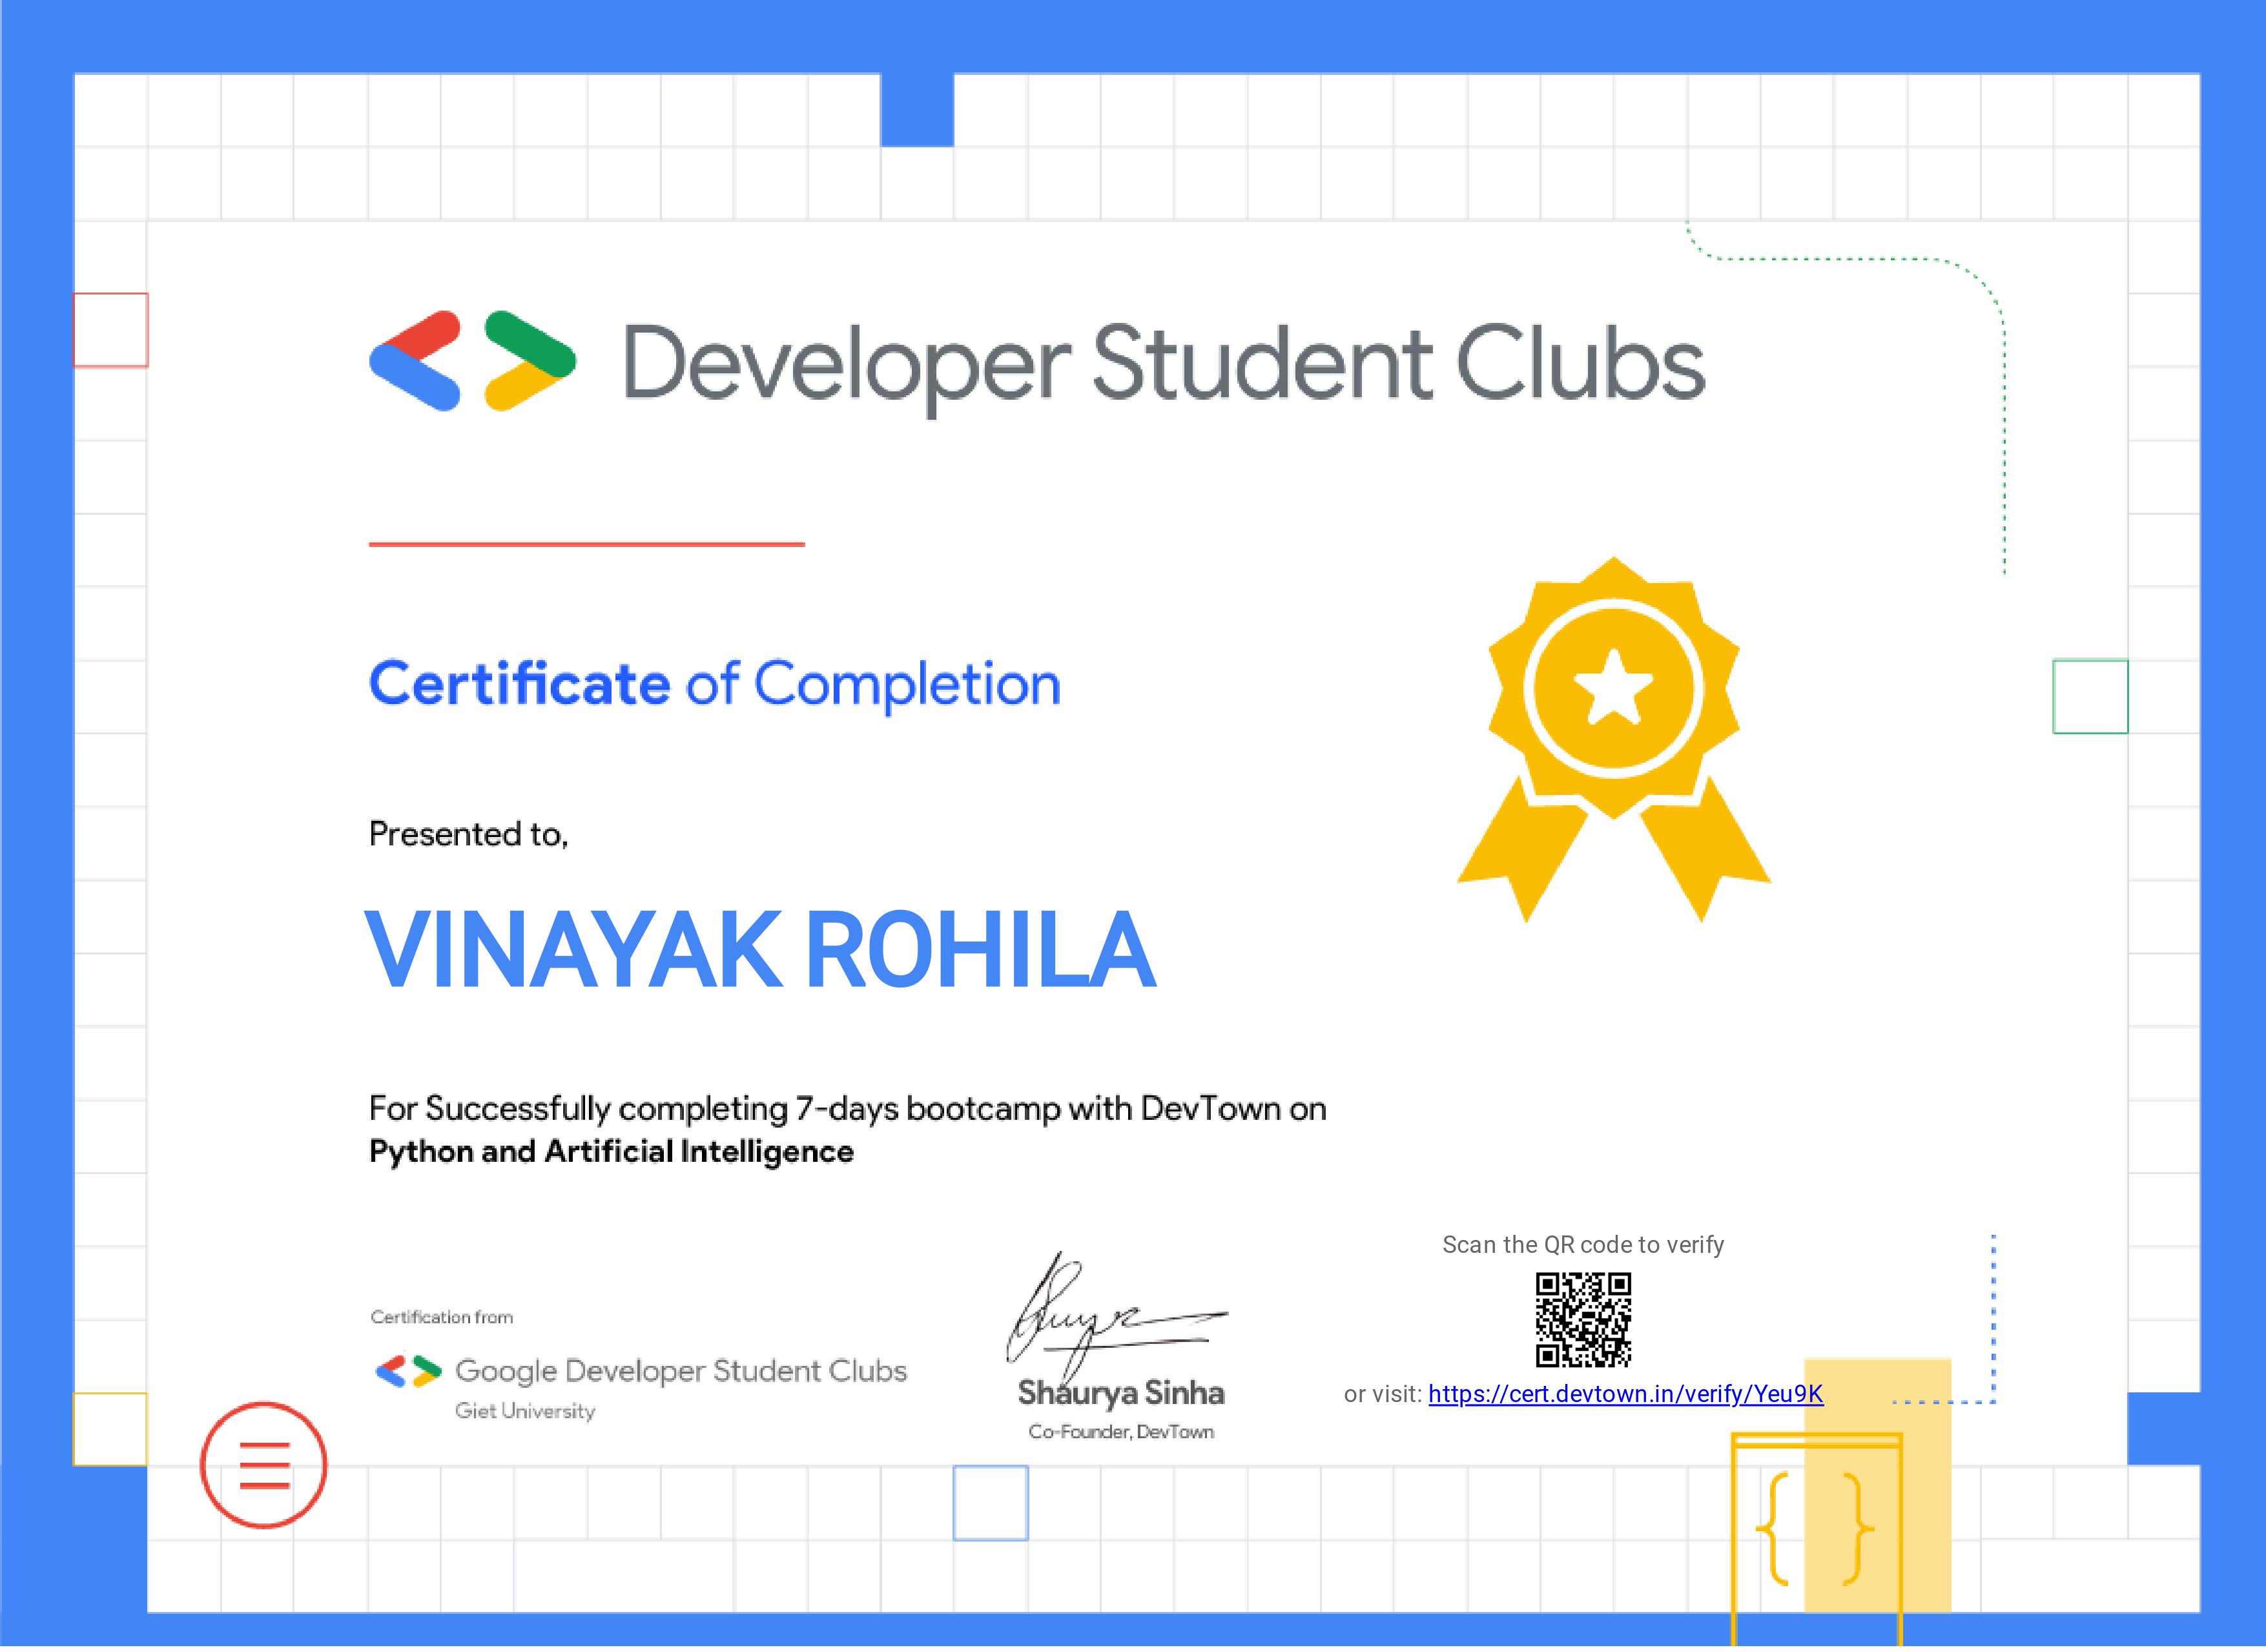 Developer Student Clubs
Certificate of Completion
Presented to,
VINAYAK ROHILA
For Successfully completing 7-days bootcamp with DevTown on
Python and Artificial Intelligence
Certification from
Google Developer Student Clubs
Giet University
Shaurya Sinha
Co-Founder, DevTown
Scan the QR code to verify
or visit: https://cert.devtown.in/verify/Yeu9K
{ }